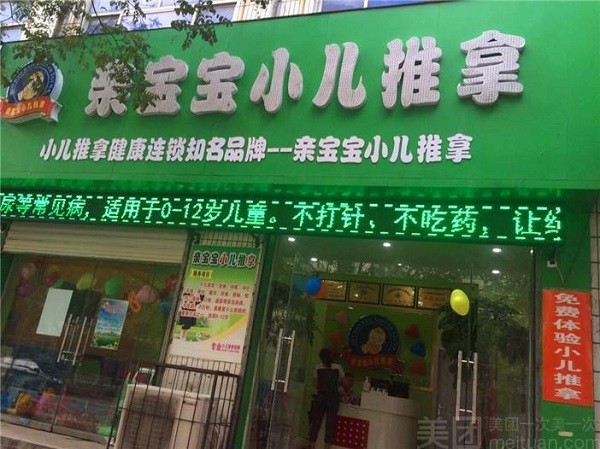 亲宝宝小儿推拿
小儿推拿健康连锁知名品牌--亲宝宝小儿推拿
尿等常见病，适用于0-12岁儿童。不打针、不吃药，让
亲宝宝小儿推拿
免费体验小儿推拿
美团 美团一次美一次
meituan.com